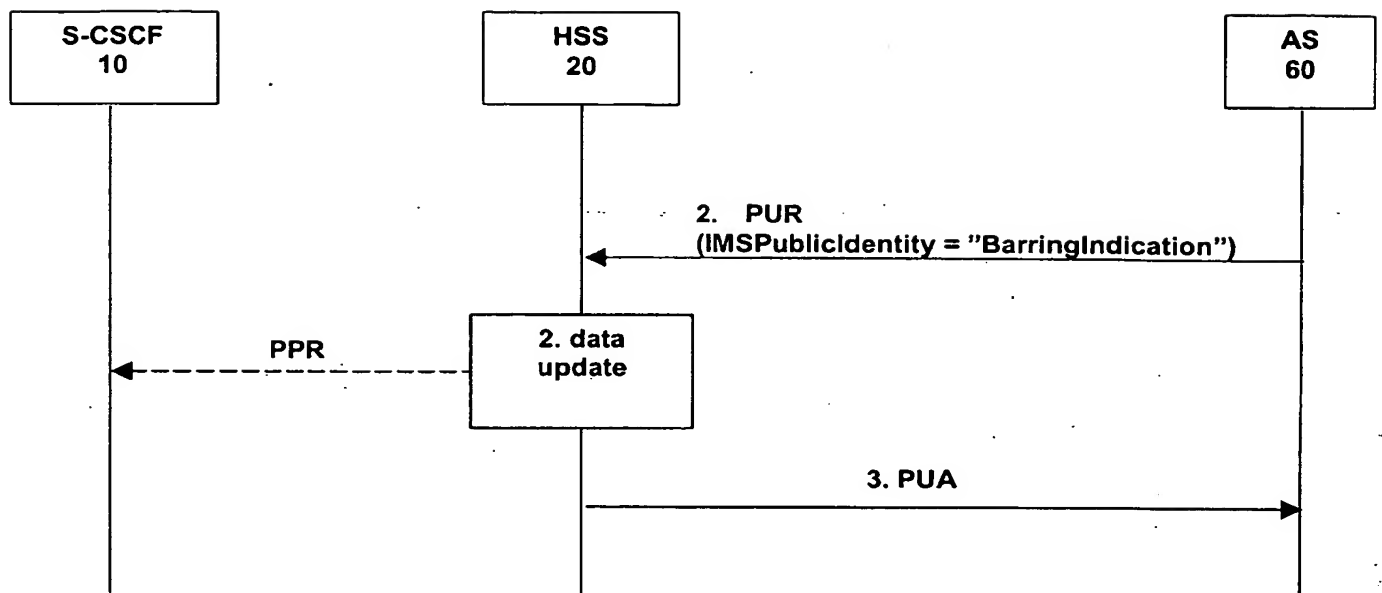 S-CSCF
10
HSS
20
AS
60
2. PUR
(IMSPublicIdentity = ”BarringIndication”)
2. data
update
PPR
3. PUA